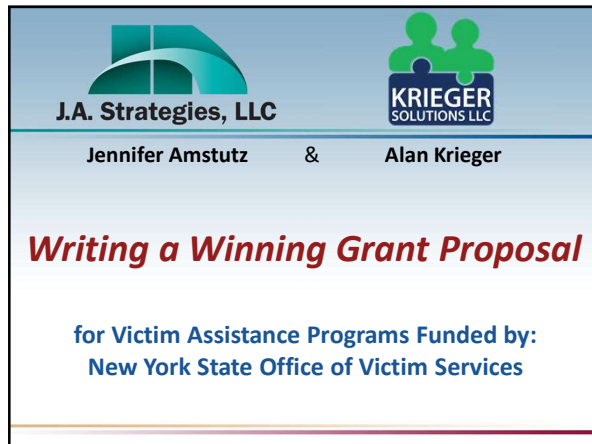 J.A. Strategies, LLC
KRIEGER
SOLUTIONS LLC
Jennifer Amstutz & Alan Krieger
Writing a Winning Grant Proposal
for Victim Assistance Programs Funded by:
New York State Office of Victim Services